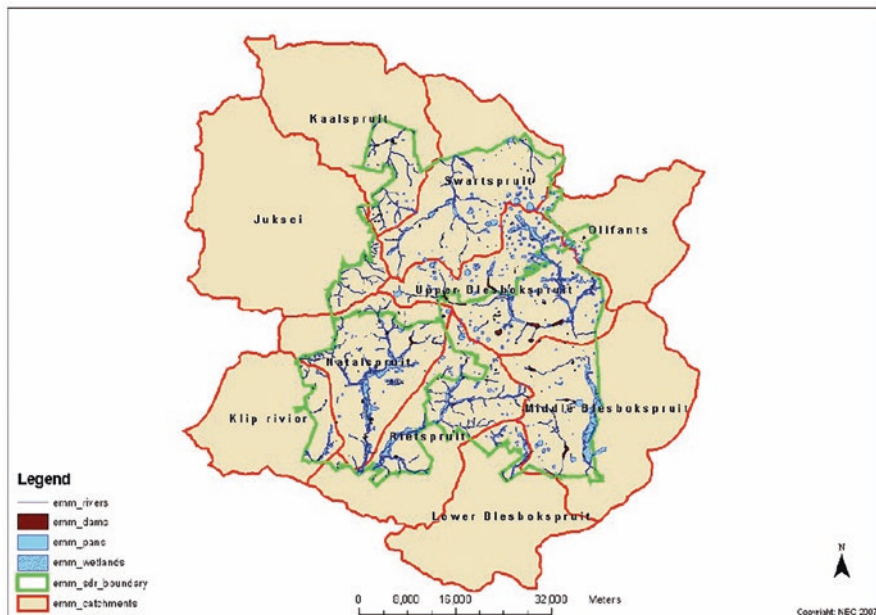 Kaalspruit
Swartspruit
Juksei
Olifants
Upper Blesbokspruit
Natalspruit
Klip rivior
Middle Blesbokspruit
Rietspruit
Lower Blesbokspruit
Legend
emm_rivers
emm_dams
emm_pans
emm_wetlands
emm_sdr_boundary
emm_catchments
N
0 8,000 16,000 32,000 Meters
Copyright: NEC 2007